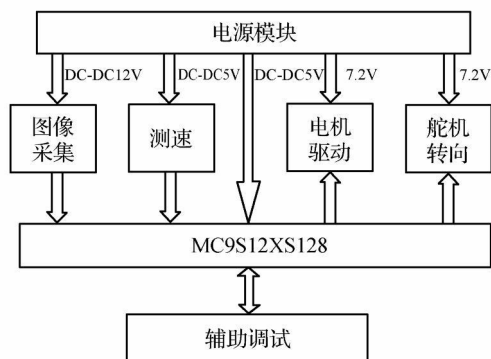 电源模块
DC-DC12V
DC-DC5V
DC-DC5V
7.2V
7.2V
图像
采集
测速
电机
驱动
舵机
转向
MC9S12XS128
辅助调试